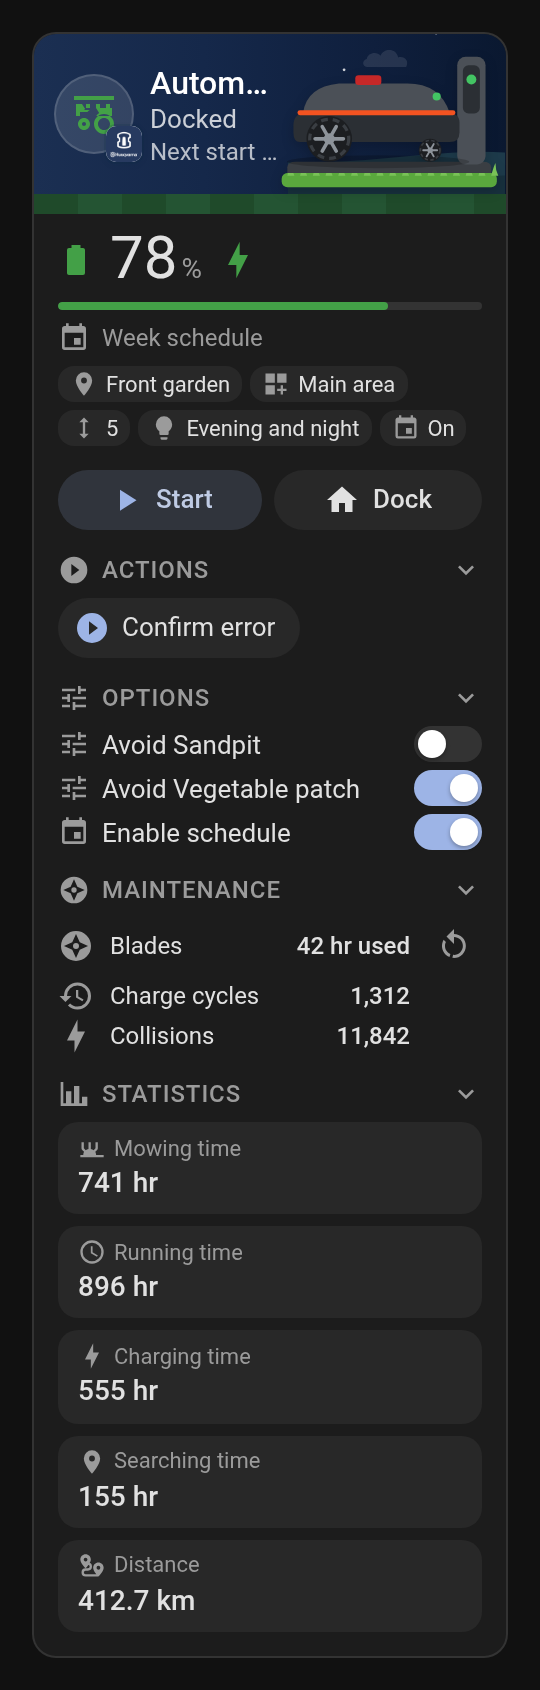 Autom...
Docked
Next start ...
Husqvarna
78 %
Week schedule
Front garden
Main area
5
Evening and night
On
Start
Dock
ACTIONS
Confirm error
OPTIONS
Avoid Sandpit
Avoid Vegetable patch
Enable schedule
MAINTENANCE
Blades 42 hr used
Charge cycles 1,312
Collisions 11,842
STATISTICS
Mowing time
741 hr
Running time
896 hr
Charging time
555 hr
Searching time
155 hr
Distance
412.7 km